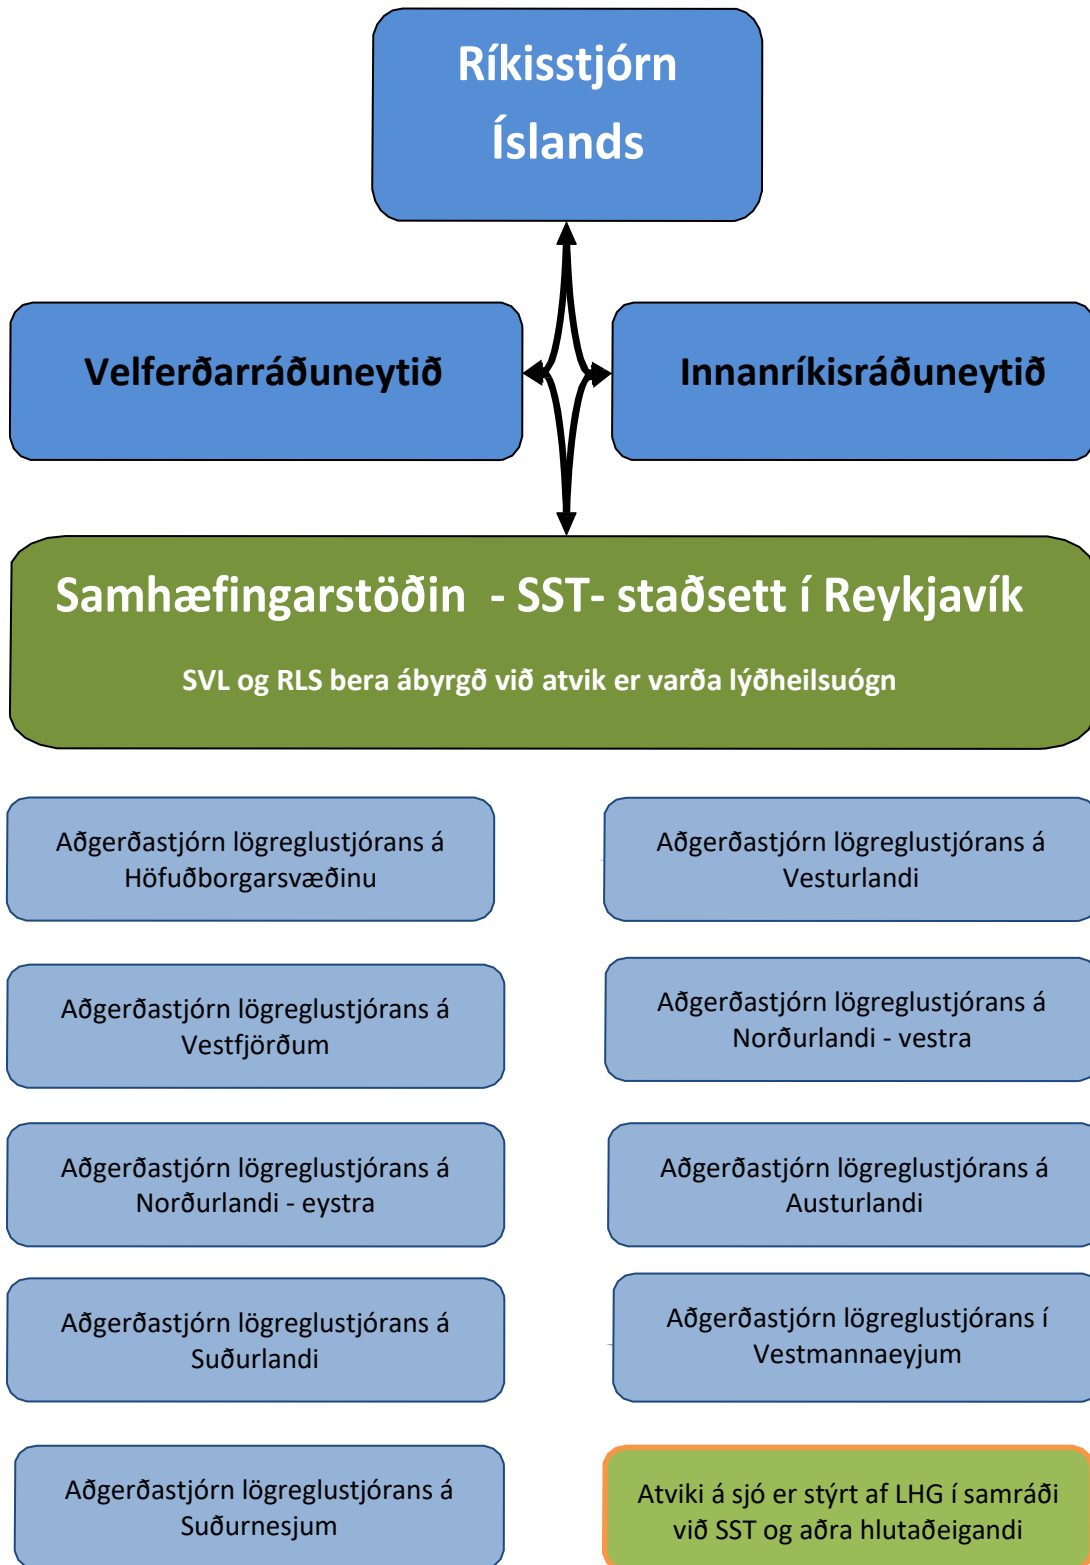 Ríkisstjórn
Íslands
Velferðarráðuneytið
Innanríkisráðuneytið
Samhæfingarstöðin - SST- staðsett í Reykjavík
SVL og RLS bera ábyrgð við atvik er varða lýðheilsuógn
Aðgerðastjórn lögreglustjórans á
Höfuðborgarsvæðinu
Aðgerðastjórn lögreglustjórans á
Vesturlandi
Aðgerðastjórn lögreglustjórans á
Vestfjörðum
Aðgerðastjórn lögreglustjórans á
Norðurlandi - vestra
Aðgerðastjórn lögreglustjórans á
Norðurlandi - eystra
Aðgerðastjórn lögreglustjórans á
Austurlandi
Aðgerðastjórn lögreglustjórans á
Suðurlandi
Aðgerðastjórn lögreglustjórans í
Vestmannaeyjum
Aðgerðastjórn lögreglustjórans á
Suðurnesjum
Atviki á sjó er stýrt af LHG í samráði
við SST og aðra hlutaðeigandi